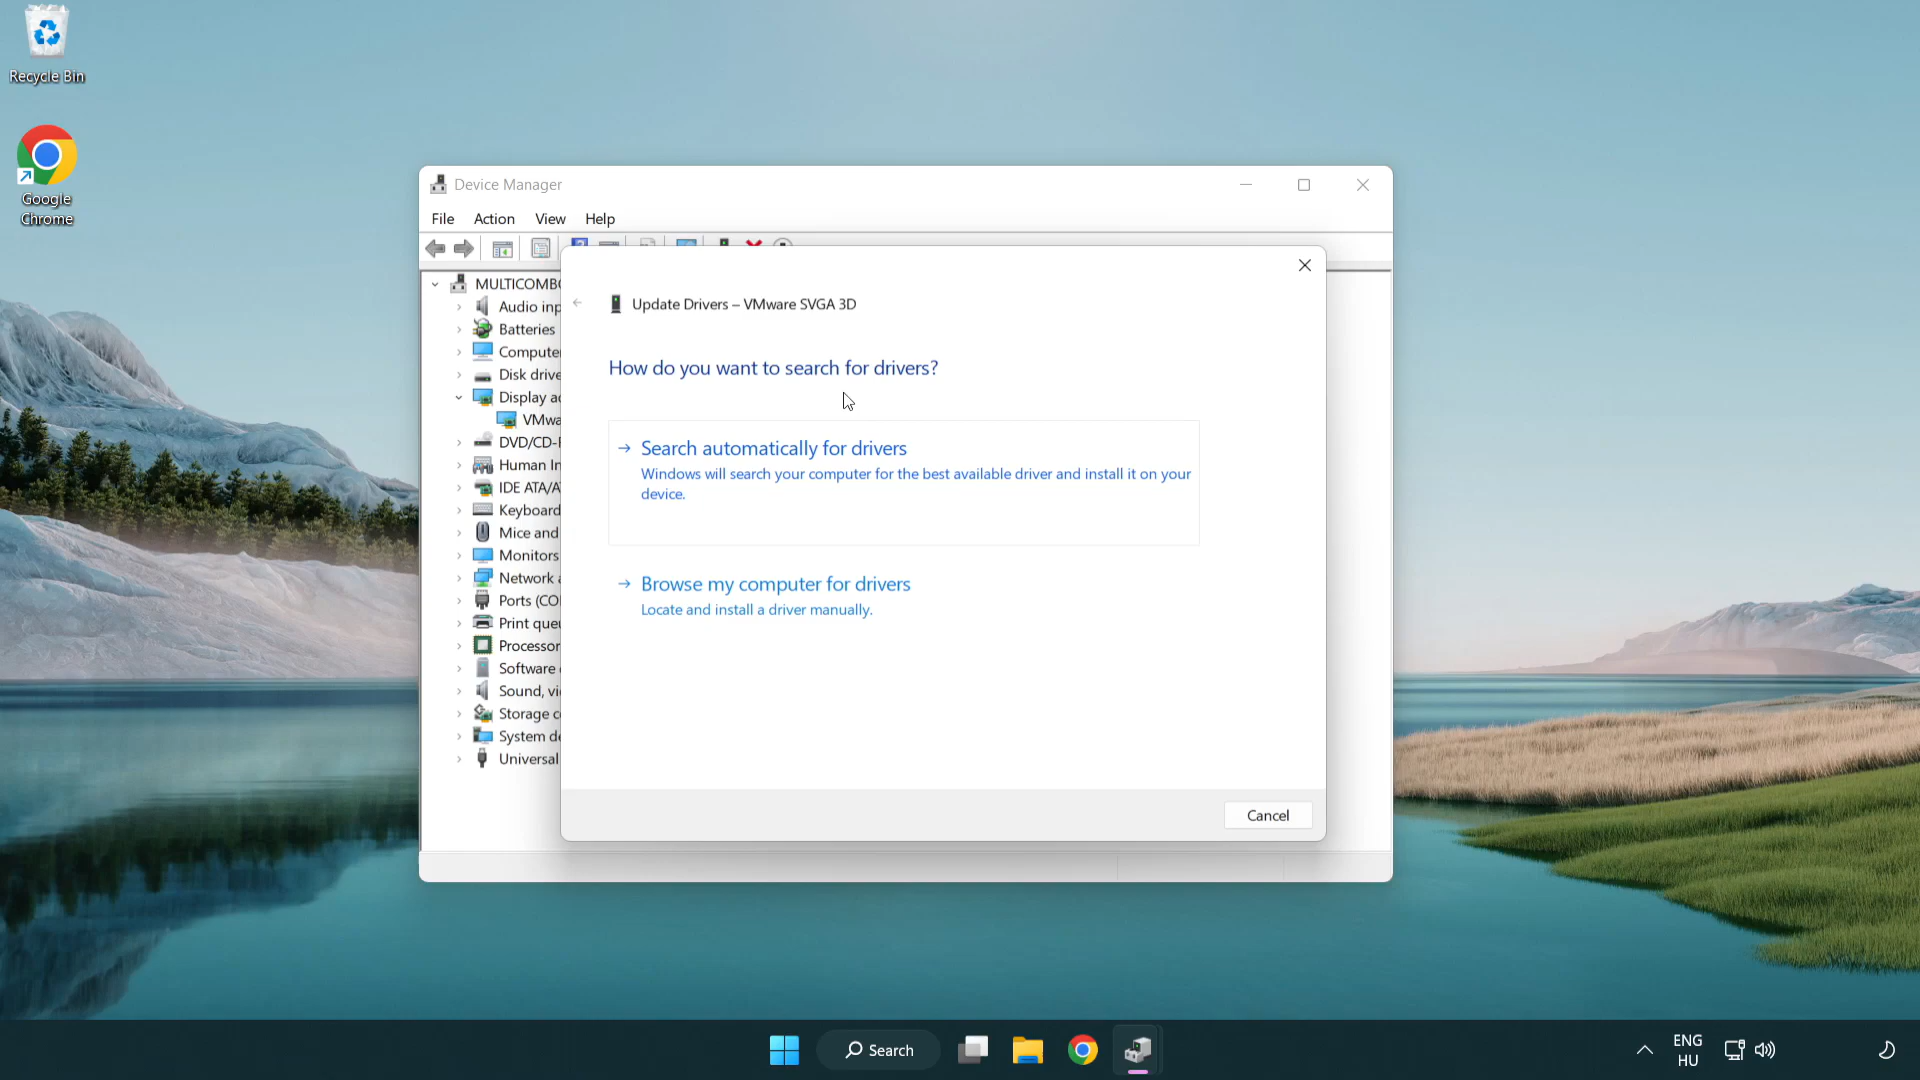 Recycle Bin
Google
Chrome
Device Manager
File Action View Help
MULTICOMBO
Audio inp
Batteries
Compute
Disk drive
Display ad
VMwa
DVD/CD-R
Human In
IDE ATA/A
Keyboard
Mice and
Monitors
Network a
Ports (CO
Print queu
Processor
Software
Sound, vi
Storage c
System de
Universal
Update Drivers – VMware SVGA 3D
How do you want to search for drivers?
Search automatically for drivers
Windows will search your computer for the best available driver and install it on your
device.
Browse my computer for drivers
Locate and install a driver manually.
Cancel
Search
ENG
HU